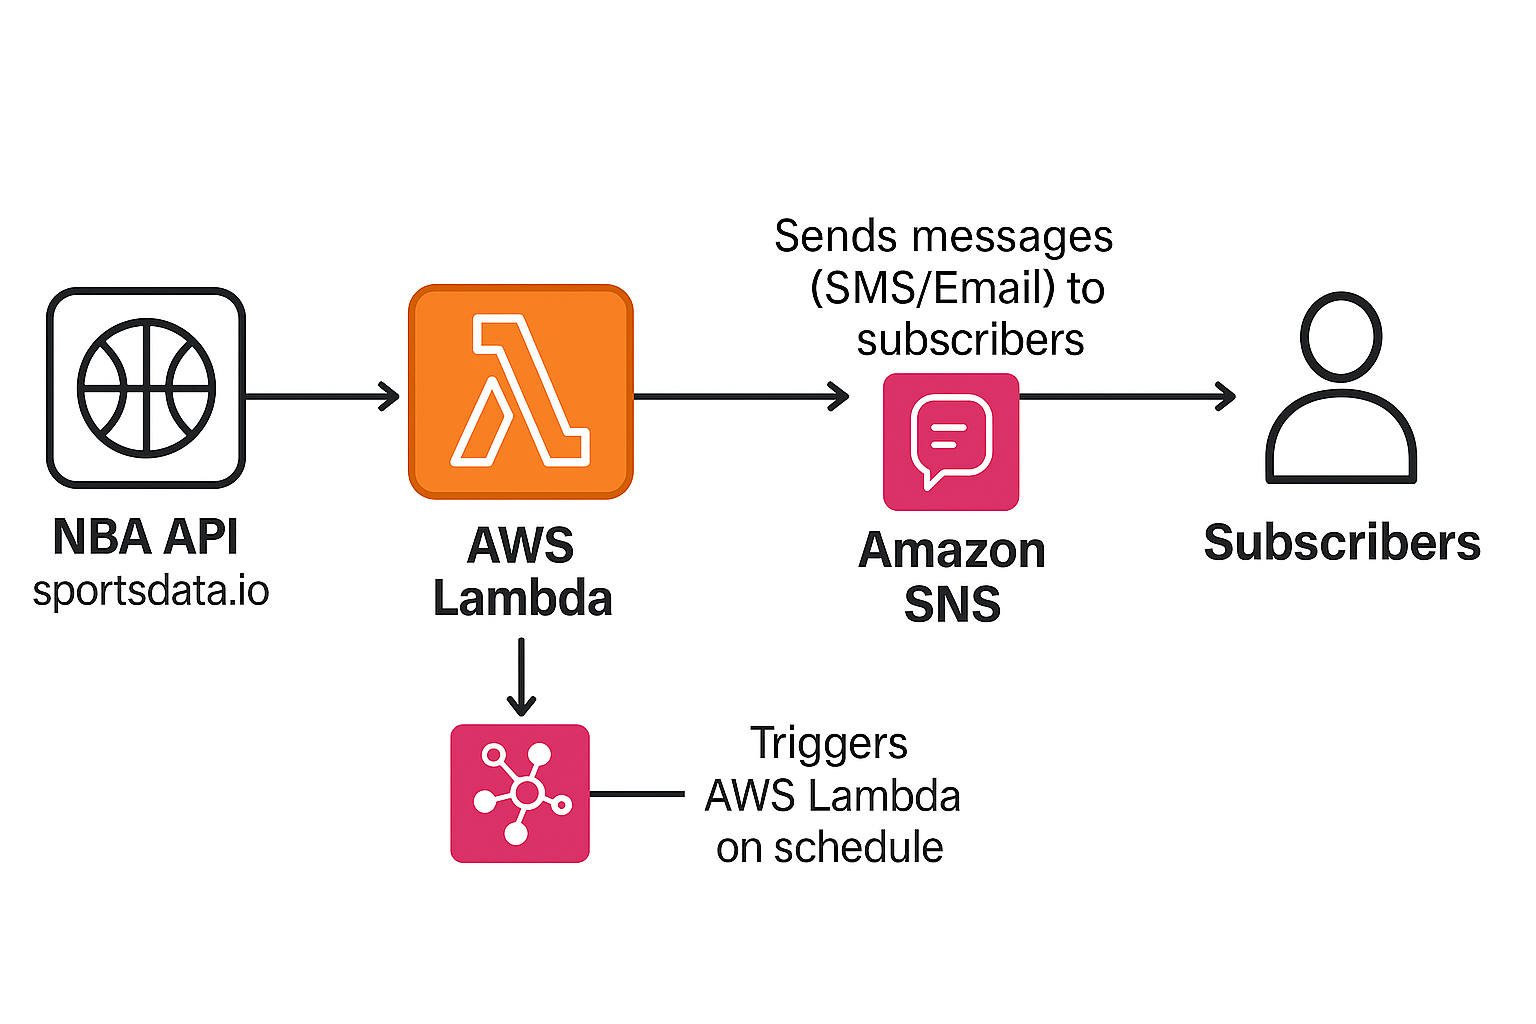 Sends messages
(SMS/Email) to
subscribers
NBA API
sportsdata.io
AWS
Lambda
Amazon
SNS
Subscribers
Triggers
AWS Lambda
on schedule